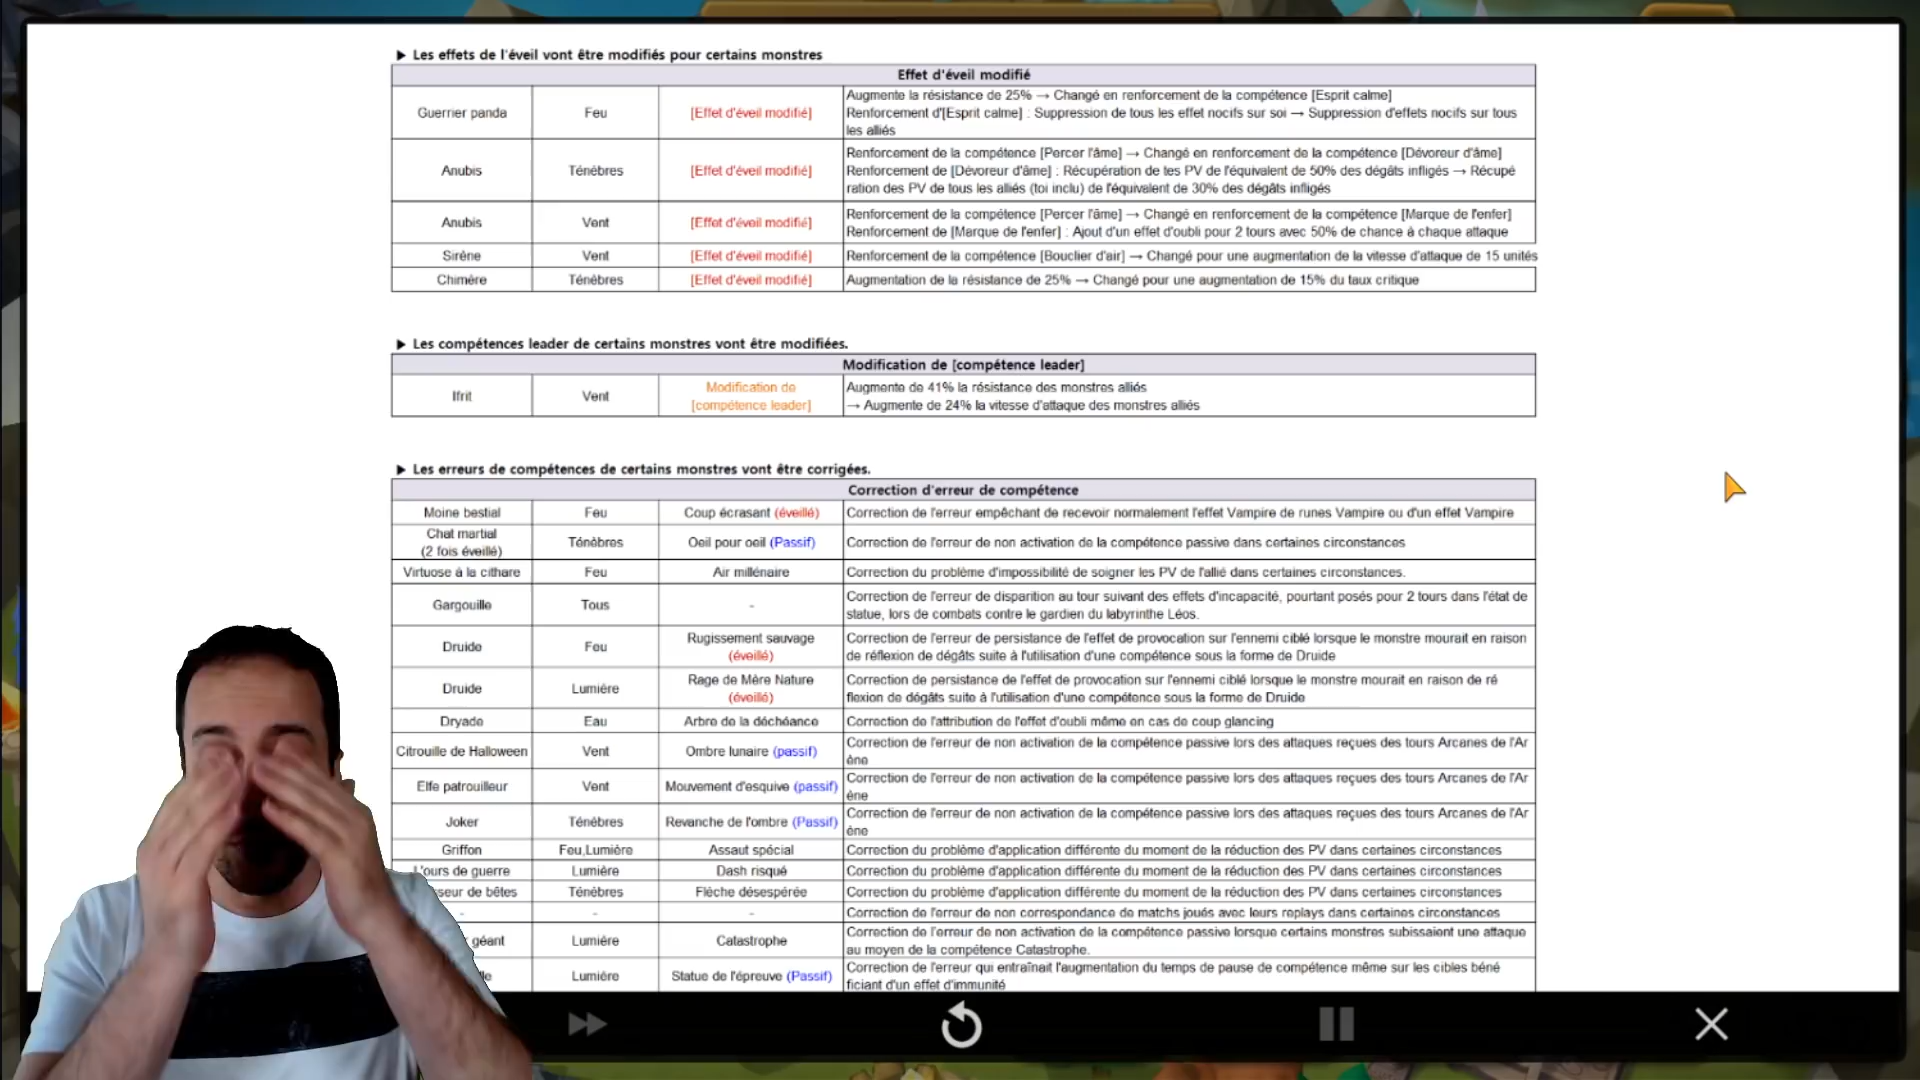 ▶ Les effets de l'éveil vont être modifiés pour certains monstres
Effet d'éveil modifié
Guerrier panda Feu [Effet d'éveil modifié] Augmente la résistance de 25% → Changé en renforcement de la compétence [Esprit calme]
Renforcement d'[Esprit calme] : Suppression de tous les effet nocifs sur soi → Suppression d'effets nocifs sur tous
les alliés
Anubis Ténèbres [Effet d'éveil modifié] Renforcement de la compétence [Percer l'âme] → Changé en renforcement de la compétence [Dévoreur d'âme]
Renforcement de [Dévoreur d'âme] : Récupération de tes PV de l'équivalent de 50% des dégâts infligés → Récupé
ration des PV de tous les alliés (toi inclu) de l'équivalent de 30% des dégâts infligés
Anubis Vent [Effet d'éveil modifié] Renforcement de la compétence [Percer l'âme] → Changé en renforcement de la compétence [Marque de l'enfer]
Renforcement de [Marque de l'enfer] : Ajout d'un effet d'oubli pour 2 tours avec 50% de chance à chaque attaque
Sirène Vent [Effet d'éveil modifié] Renforcement de la compétence [Bouclier d'air] → Changé pour une augmentation de la vitesse d'attaque de 15 unités
Chimère Ténèbres [Effet d'éveil modifié] Augmentation de la résistance de 25% → Changé pour une augmentation de 15% du taux critique
▶ Les compétences leader de certains monstres vont être modifiées.
Modification de [compétence leader]
Ifrit Vent Modification de [compétence leader] Augmente de 41% la résistance des monstres alliés
→ Augmente de 24% la vitesse d'attaque des monstres alliés
▶ Les erreurs de compétences de certains monstres vont être corrigées.
Correction d'erreur de compétence
Moine bestial Feu Coup écrasant (éveillé) Correction de l'erreur empêchant de recevoir normalement l'effet Vampire de runes Vampire ou d'un effet Vampire
Chat martial (2 fois éveillé) Ténèbres Oeil pour oeil (Passif) Correction de l'erreur de non activation de la compétence passive dans certaines circonstances
Virtuose à la cithare Feu Air millénaire Correction du problème d'impossibilité de soigner les PV de l'allié dans certaines circonstances.
Gargouille Tous - Correction de l'erreur de disparition au tour suivant des effets d'incapacité, pourtant posés pour 2 tours dans l'état de
statue, lors de combats contre le gardien du labyrinthe Léos.
Druide Feu Rugissement sauvage (éveillé) Correction de l'erreur de persistance de l'effet de provocation sur l'ennemi ciblé lorsque le monstre mourait en raison
de réflexion de dégâts suite à l'utilisation d'une compétence sous la forme de Druide
Druide Lumière Rage de Mère Nature (éveillé) Correction de persistance de l'effet de provocation sur l'ennemi ciblé lorsque le monstre mourait en raison de ré
flexion de dégâts suite à l'utilisation d'une compétence sous la forme de Druide
Dryade Eau Arbre de la déchéance Correction de l'attribution de l'effet d'oubli même en cas de coup glancing
Citrouille de Halloween Vent Ombre lunaire (passif) Correction de l'erreur de non activation de la compétence passive lors des attaques reçues des tours Arcanes de l'Ar
ène
Elfe patrouilleur Vent Mouvement d'esquive (passif) Correction de l'erreur de non activation de la compétence passive lors des attaques reçues des tours Arcanes de l'Ar
ène
Joker Ténèbres Revanche de l'ombre (Passif) Correction de l'erreur de non activation de la compétence passive lors des attaques reçues des tours Arcanes de l'Ar
ène
Griffon Feu,Lumière Assaut spécial Correction du problème d'application différente du moment de la réduction des PV dans certaines circonstances
L'ours de guerre Lumière Dash risqué Correction du problème d'application différente du moment de la réduction des PV dans certaines circonstances
de bêtes Ténèbres Flèche désespérée Correction du problème d'application différente du moment de la réduction des PV dans certaines circonstances
- - - Correction de l'erreur de non correspondance de matchs joués avec leurs replays dans certaines circonstances
géant Lumière Catastrophe Correction de l'erreur de non activation de la compétence passive lorsque certains monstres subissaient une attaque
au moyen de la compétence Catastrophe.
Lumière Statue de l'épreuve (Passif) Correction de l'erreur qui entraînait l'augmentation du temps de pause de compétence même sur les cibles béné
ficiant d'un effet d'immunité